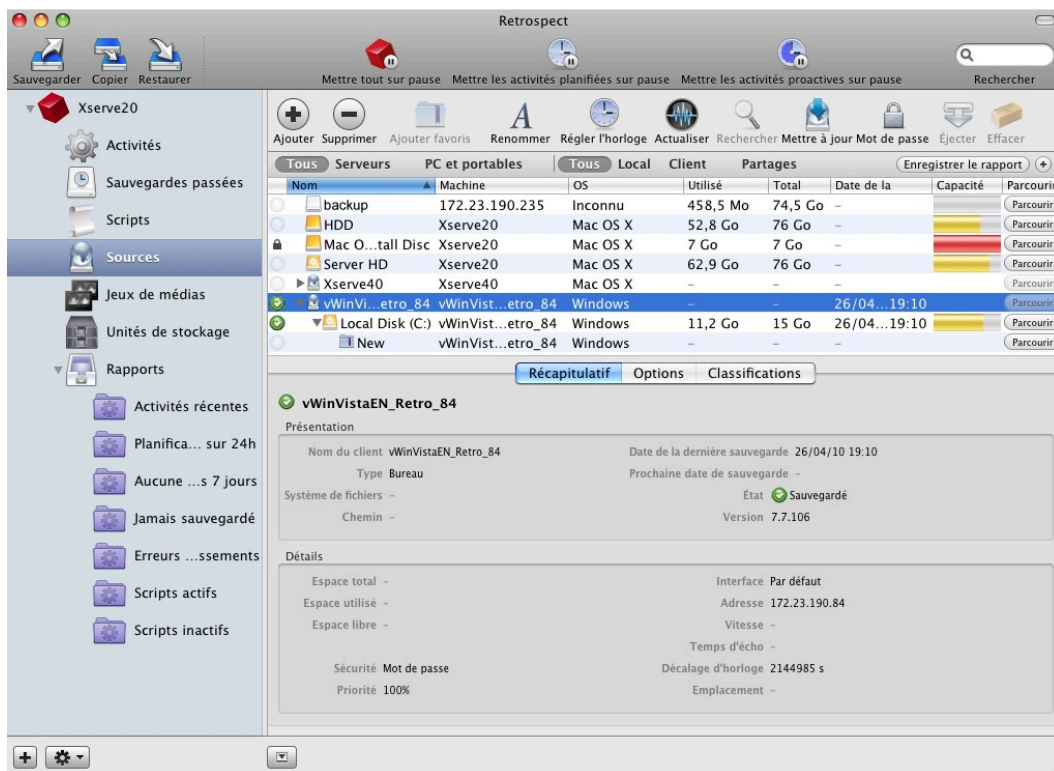 Retrospect
Sauvegarder Copier Restaurer
Mettre tout sur pause Mettre les activités planifiées sur pause Mettre les activités proactives sur pause
Rechercher
Xserve20
Activités
Sauvegardes passées
Scripts
Sources
Jeux de médias
Unités de stockage
Rapports
Activités récentes
Planifica... sur 24h
Aucune ...s 7 jours
Jamais sauvegardé
Erreurs ...ssements
Scripts actifs
Scripts inactifs
Ajouter Supprimer Ajouter favoris Renommer Régler l'horloge Actualiser Rechercher Mettre à jour Mot de passe Éjecter Effacer
Tous Serveurs PC et portables Tous Local Client Partages Enregistrer le rapport
Nom Machine OS Utilisé Total Date de la Capacité Parcourir
backup 172.23.190.235 Inconnu 458,5 Mo 74,5 Go – Parcourir
HDD Xserve20 Mac OS X 52,8 Go 76 Go – Parcourir
Mac O...tall Disc Xserve20 Mac OS X 7 Go 7 Go – Parcourir
Server HD Xserve20 Mac OS X 62,9 Go 76 Go – Parcourir
Xserve40 Xserve40 Mac OS X – – – Parcourir
vWinVi...etro_84 vWinVist...etro_84 Windows – – 26/04...19:10 Parcourir
Local Disk (C:) vWinVist...etro_84 Windows 11,2 Go 15 Go 26/04...19:10 Parcourir
New vWinVist...etro_84 Windows – – – Parcourir
Récapitulatif Options Classifications
vWinVistaEN_Retro_84
Présentation
Nom du client vWinVistaEN_Retro_84 Date de la dernière sauvegarde 26/04/10 19:10
Type Bureau Prochaine date de sauvegarde –
Système de fichiers – État Sauvegardé
Chemin – Version 7.7.106
Détails
Espace total – Interface Par défaut
Espace utilisé – Adresse 172.23.190.84
Espace libre – Vitesse –
Temps d'écho –
Sécurité Mot de passe Décalage d'horloge 2144985 s
Priorité 100% Emplacement –